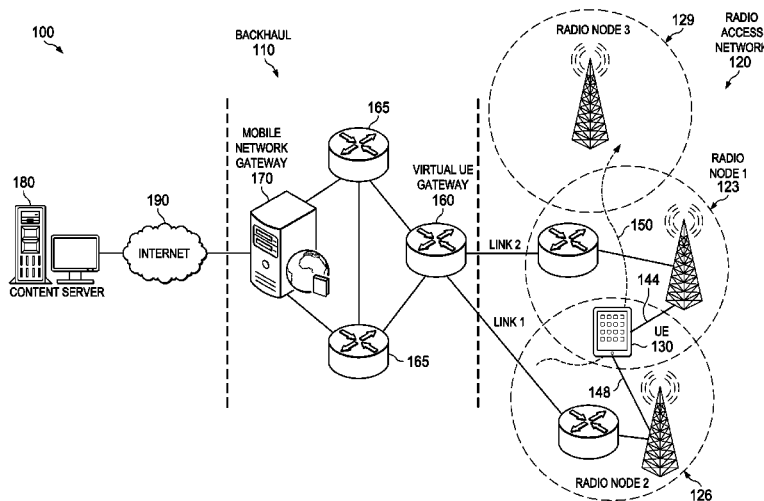 100
BACKHAUL
110
RADIO NODE 3
129
RADIO
ACCESS
NETWORK
120
165
MOBILE
NETWORK
GATEWAY
170
VIRTUAL UE
GATEWAY
160
RADIO
NODE 1
123
180
190
INTERNET
CONTENT SERVER
LINK 2
150
144
LINK 1
UE
130
165
148
RADIO NODE 2
126